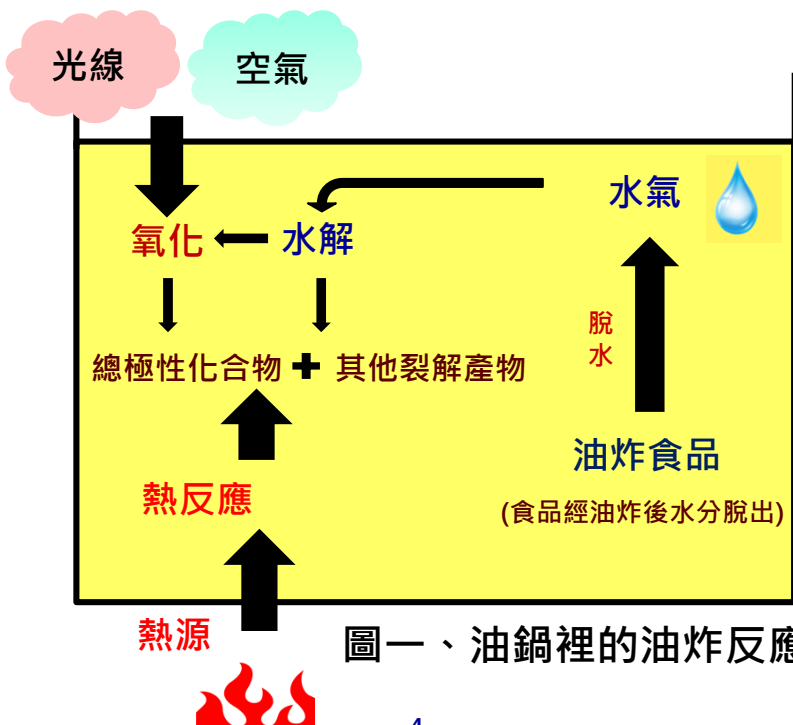 光線
空氣
水氣
氧化
水解
脫
水
總極性化合物 + 其他裂解產物
油炸食品
熱反應
(食品經油炸後水分脫出)
熱源
圖一、油鍋裡的油炸反應